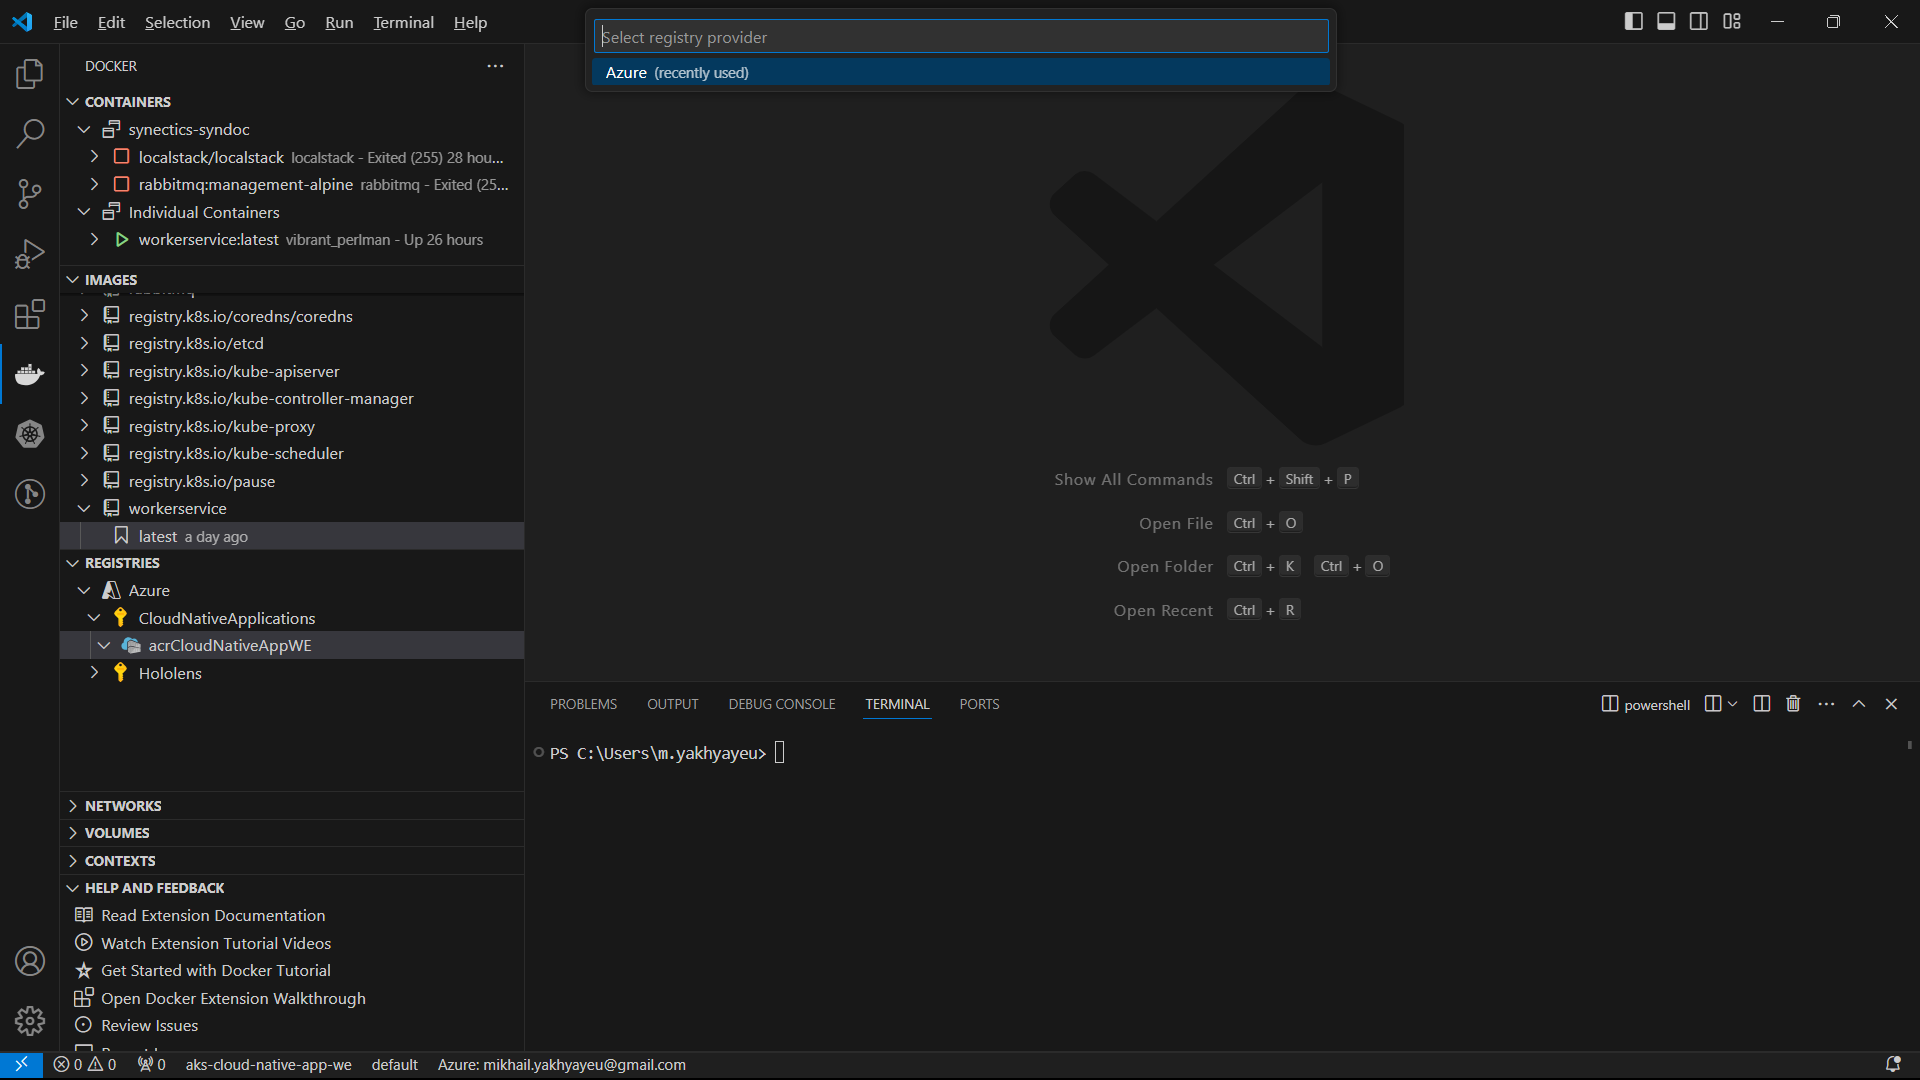 File Edit Selection View Go Run Terminal Help
Select registry provider
Azure (recently used)
DOCKER
CONTAINERS
synectics-syndoc
localstack/localstack localstack - Exited (255) 28 hou...
rabbitmq:management-alpine rabbitmq - Exited (25...
Individual Containers
workerservice:latest vibrant_perlman - Up 26 hours
IMAGES
registry.k8s.io/coredns/coredns
registry.k8s.io/etcd
registry.k8s.io/kube-apiserver
registry.k8s.io/kube-controller-manager
registry.k8s.io/kube-proxy
registry.k8s.io/kube-scheduler
registry.k8s.io/pause
workerservice
latest a day ago
REGISTRIES
Azure
CloudNativeApplications
acrCloudNativeAppWE
Hololens
NETWORKS
VOLUMES
CONTEXTS
HELP AND FEEDBACK
Read Extension Documentation
Watch Extension Tutorial Videos
Get Started with Docker Tutorial
Open Docker Extension Walkthrough
Review Issues
Show All Commands Ctrl + Shift + P
Open File Ctrl + O
Open Folder Ctrl + K Ctrl + O
Open Recent Ctrl + R
PROBLEMS OUTPUT DEBUG CONSOLE TERMINAL PORTS
powershell
PS C:\Users\m.yakhyayeu>
0 0 0 aks-cloud-native-app-we default Azure: mikhail.yakhyayeu@gmail.com